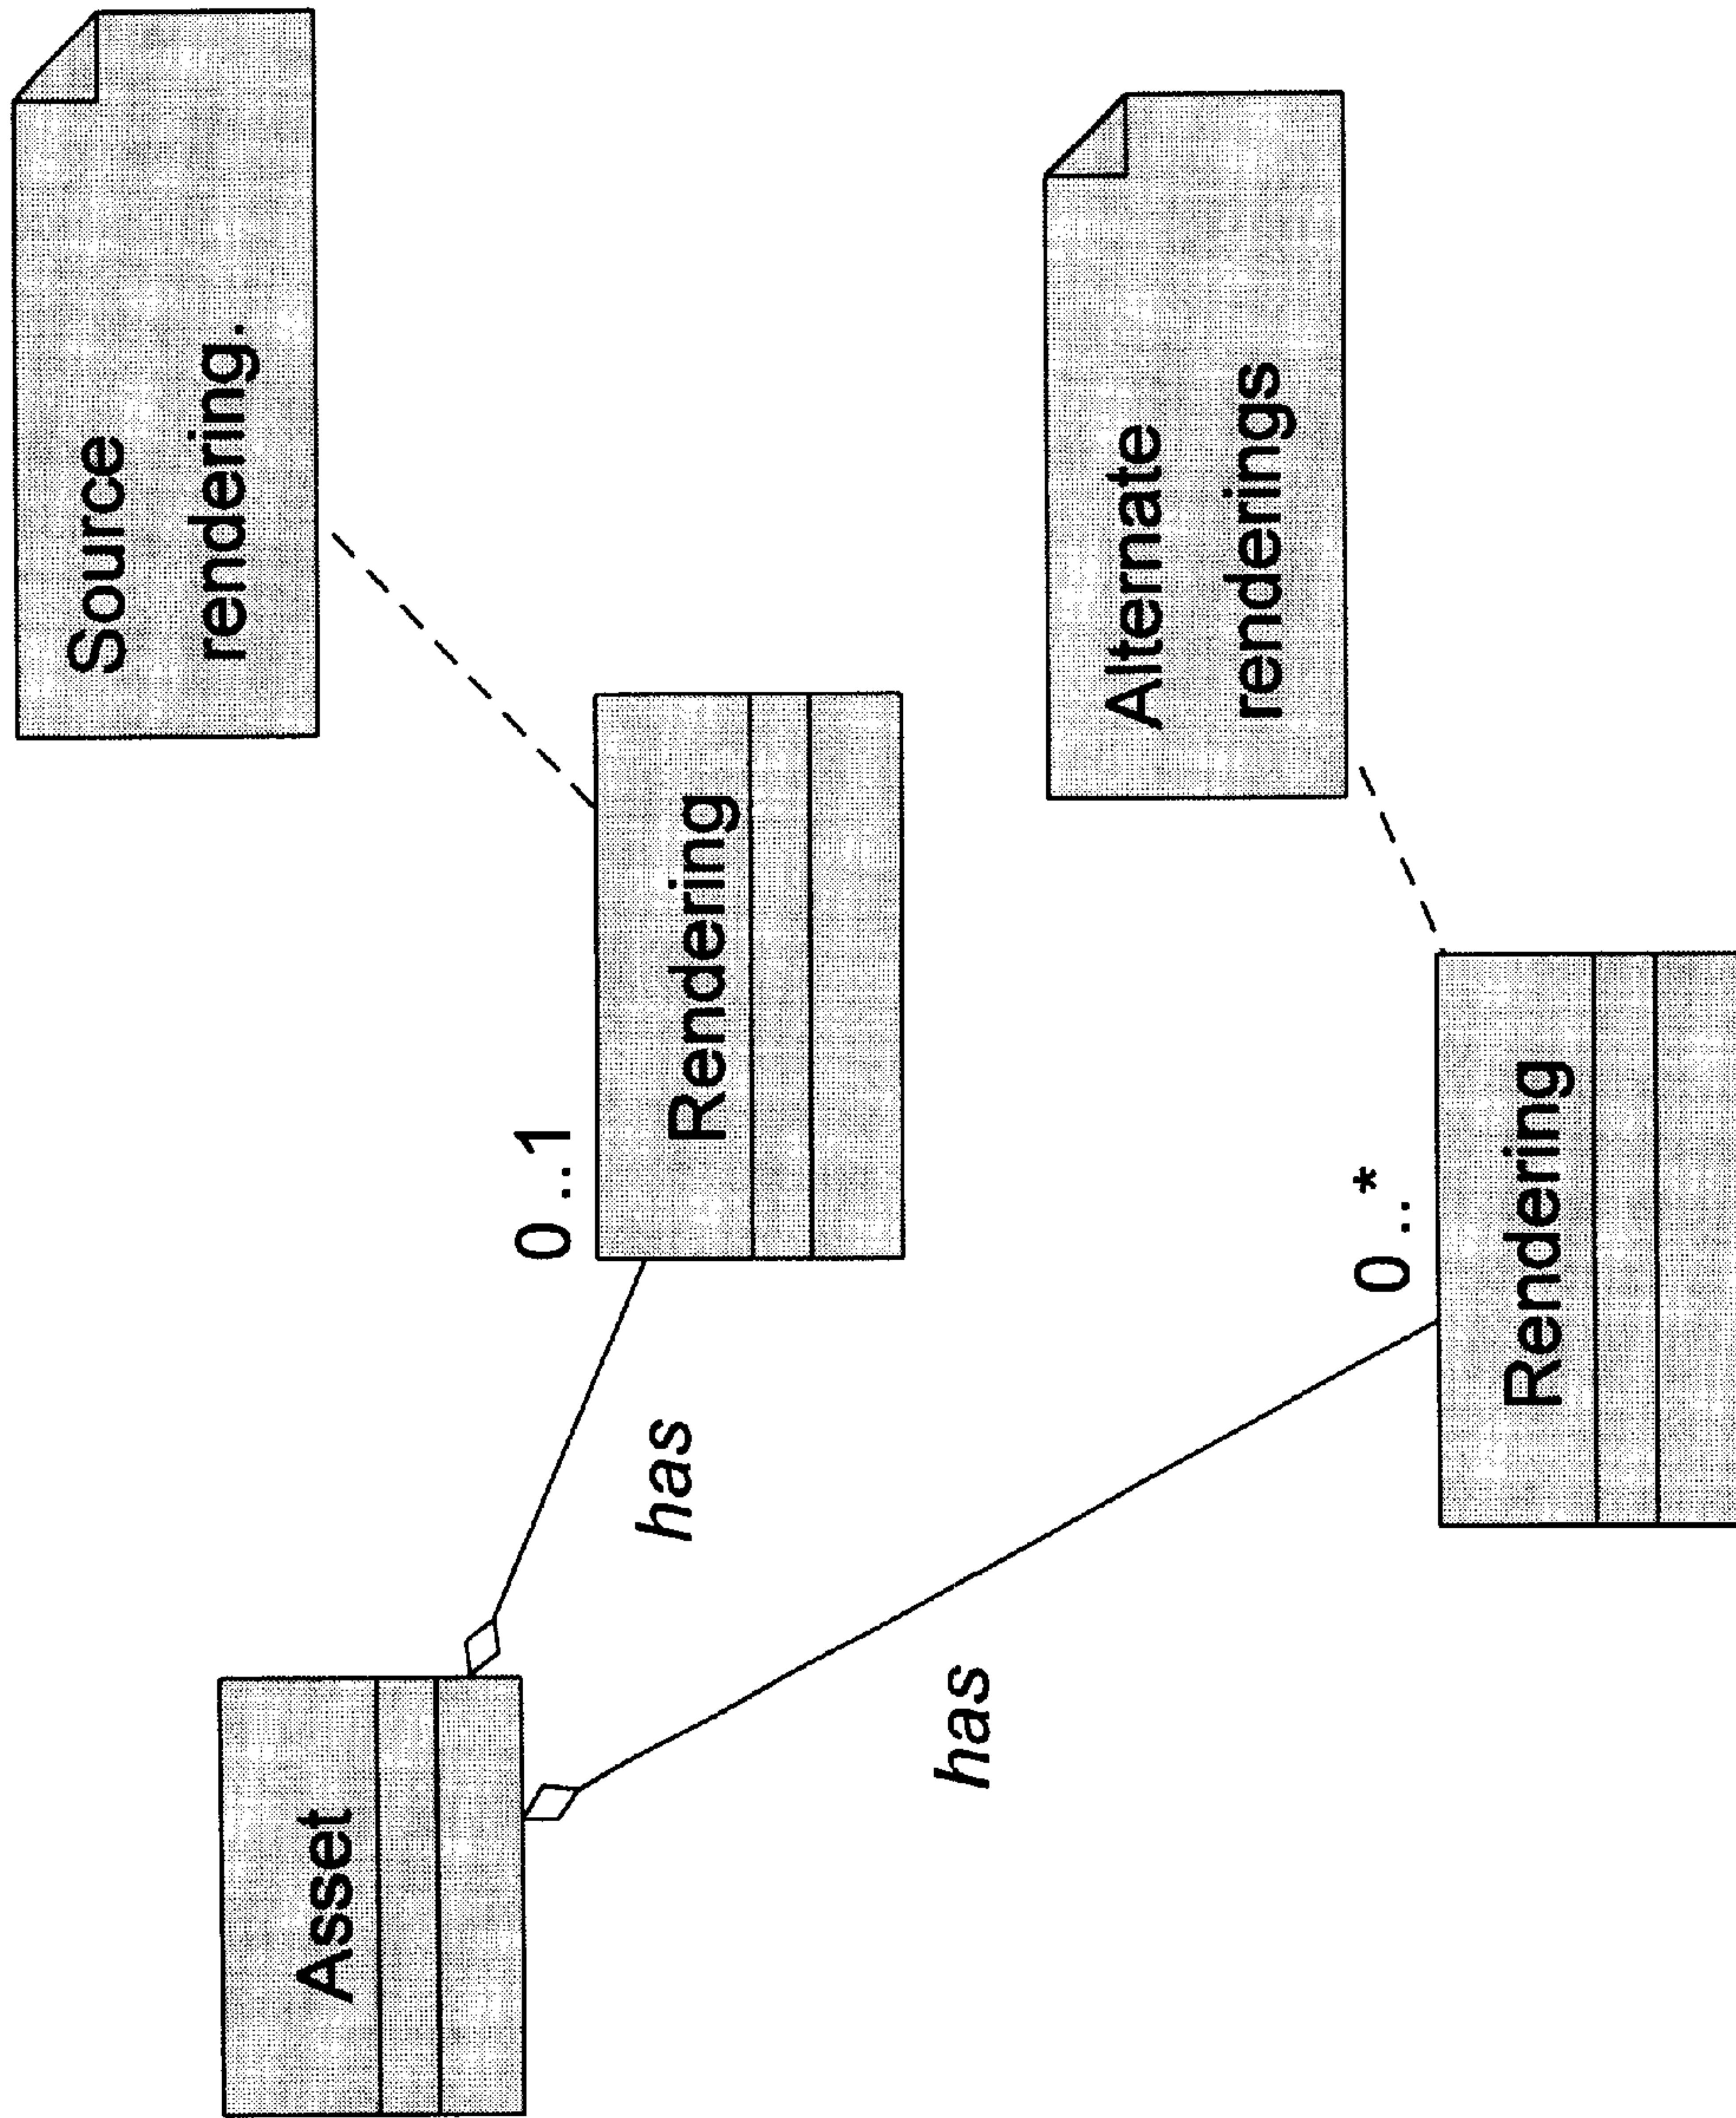 Source
rendering.
Asset
0..1
Rendering
has
Alternate
renderings
has
0..*
Rendering